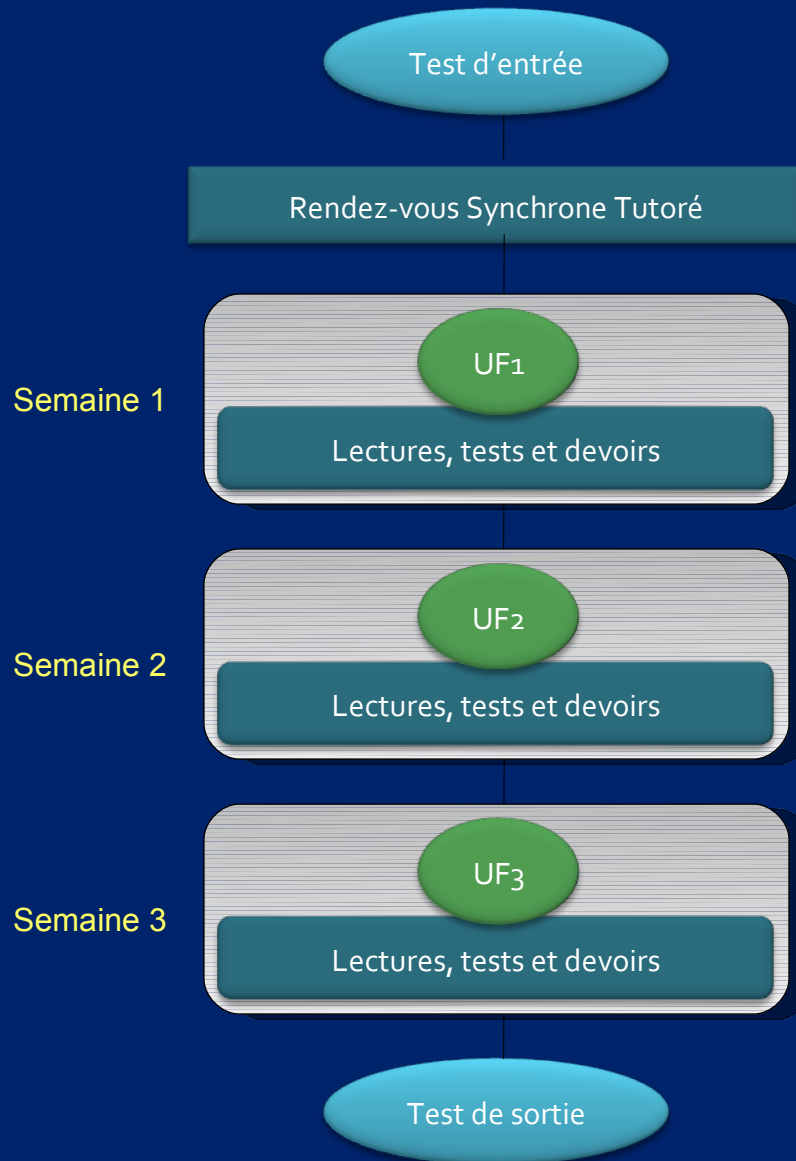 Test d’entrée
Rendez-vous Synchrone Tutoré
UF1
Semaine 1
Lectures, tests et devoirs
UF2
Semaine 2
Lectures, tests et devoirs
UF3
Semaine 3
Lectures, tests et devoirs
Test de sortie